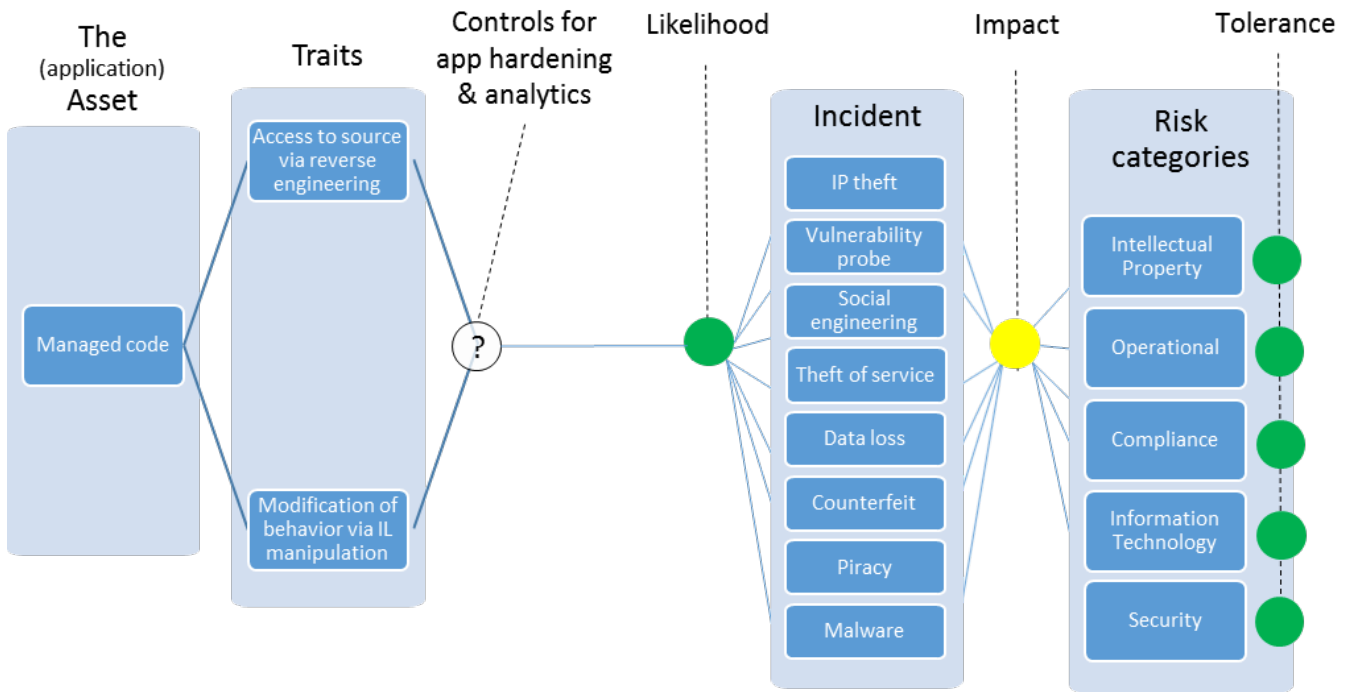 The
(application)
Asset
Traits
Controls for
app hardening
& analytics
Likelihood
Impact
Tolerance
Managed code
Access to source
via reverse
engineering
Modification of
behavior via IL
manipulation
?
Incident
IP theft
Vulnerability
probe
Social
engineering
Theft of service
Data loss
Counterfeit
Piracy
Malware
Risk
categories
Intellectual
Property
Operational
Compliance
Information
Technology
Security